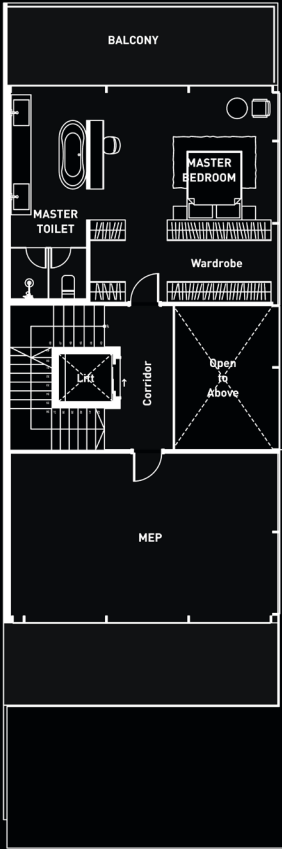 BALCONY
MASTER
BEDROOM
MASTER
TOILET
Wardrobe
Lift
Corridor
Open
to
Above
MEP